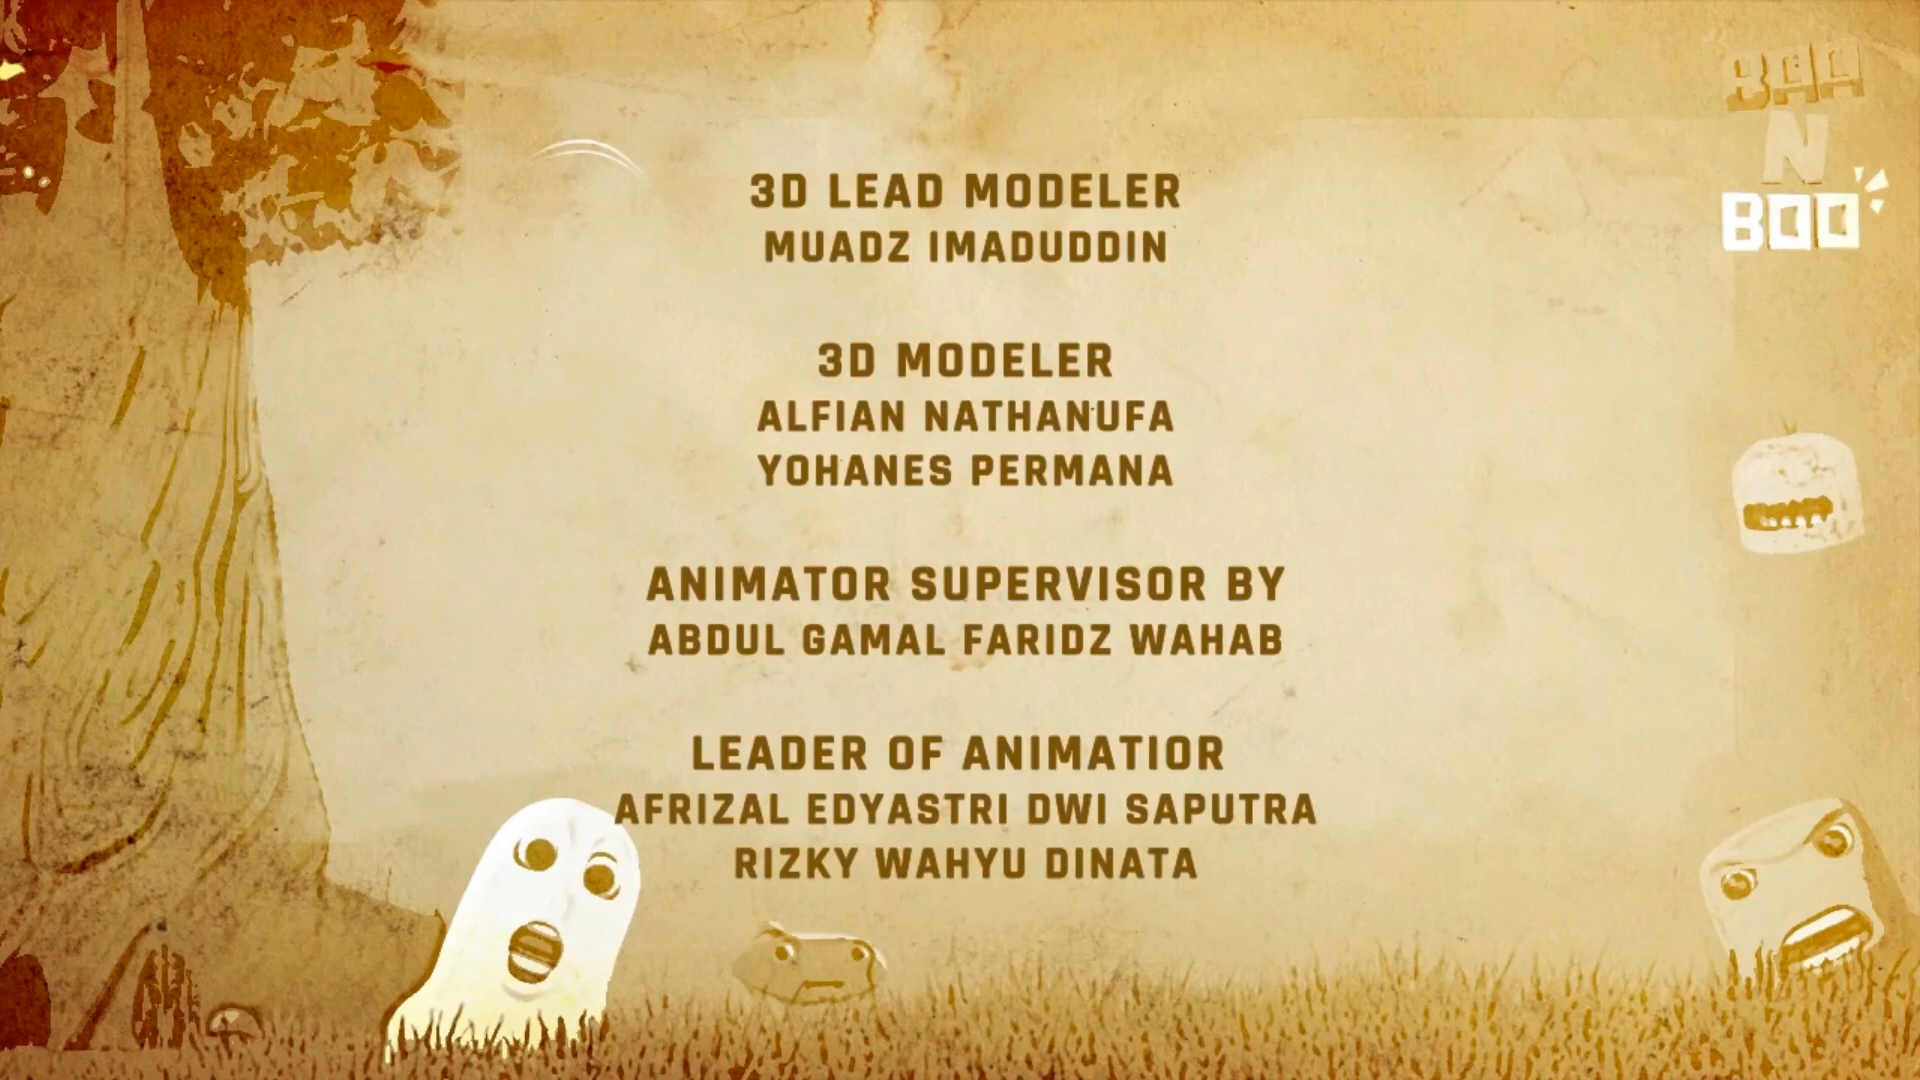 BAA
N
BOO
3D LEAD MODELER
MUADZ IMADUDDIN
3D MODELER
ALFIAN NATHANUFA
YOHANES PERMANA
ANIMATOR SUPERVISOR BY
ABDUL GAMAL FARIDZ WAHAB
LEADER OF ANIMATIOR
AFRIZAL EDYASTRI DWI SAPUTRA
RIZKY WAHYU DINATA